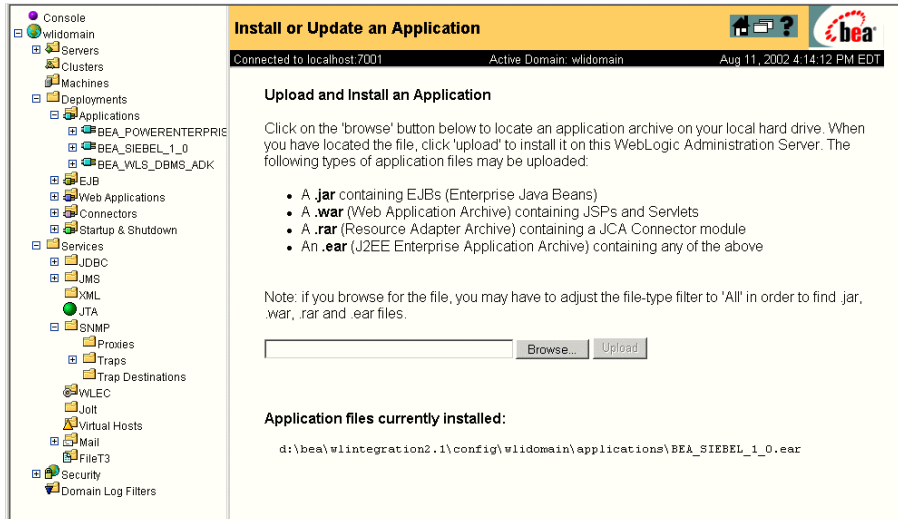 Console
wlidomain
Servers
Clusters
Machines
Deployments
Applications
BEA_POWERENTERPRIS
BEA_SIEBEL_1_0
BEA_WLS_DBMS_ADK
EJB
Web Applications
Connectors
Startup & Shutdown
Services
JDBC
JMS
XML
JTA
SNMP
Proxies
Traps
Trap Destinations
WLEC
Jolt
Virtual Hosts
Mail
FileT3
Security
Domain Log Filters
Install or Update an Application
?
bea
Connected to localhost:7001 Active Domain: wlidomain Aug 11, 2002 4:14:12 PM EDT
Upload and Install an Application
Click on the 'browse' button below to locate an application archive on your local hard drive. When
you have located the file, click 'upload' to install it on this WebLogic Administration Server. The
following types of application files may be uploaded:
• A .jar containing EJBs (Enterprise Java Beans)
• A .war (Web Application Archive) containing JSPs and Servlets
• A .rar (Resource Adapter Archive) containing a JCA Connector module
• An .ear (J2EE Enterprise Application Archive) containing any of the above
Note: if you browse for the file, you may have to adjust the file-type filter to 'All' in order to find .jar,
.war, .rar and .ear files.
Browse... Upload
Application files currently installed:
d:\bea\wlintegration2.1\config\wlidomain\applications\BEA_SIEBEL_1_0.ear